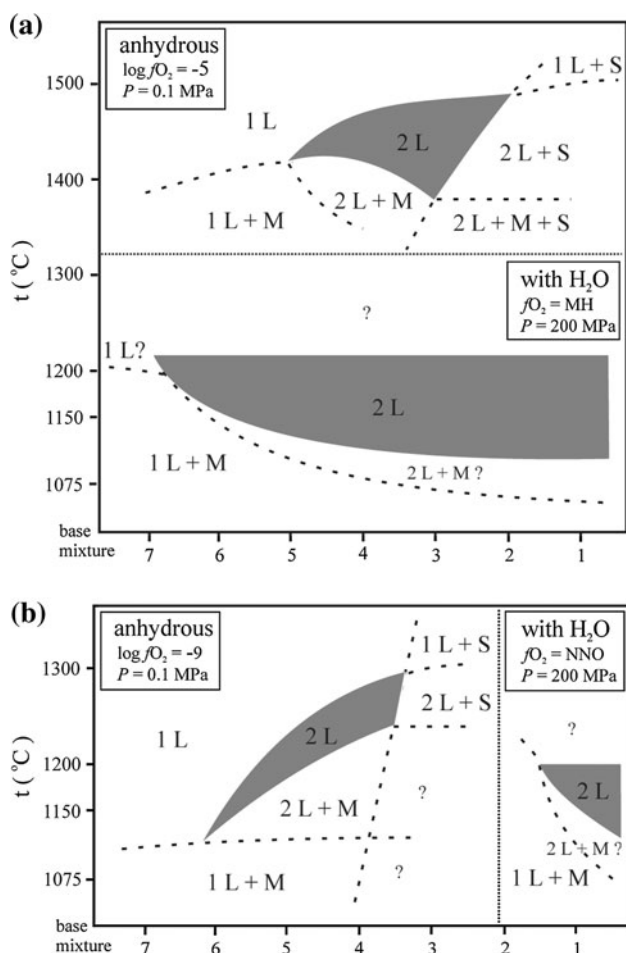 (a)
anhydrous
log fO₂ = -5
P = 0.1 MPa
1500
1 L + S
1 L
2 L
2 L + S
1400
2 L + M
1 L + M
2 L + M + S
t (°C)
1300
with H₂O
fO₂ = MH
P = 200 MPa
?
1 L?
1200
2 L
1150
1 L + M
2 L + M ?
1075
base
mixture
7 6 5 4 3 2 1
(b)
anhydrous
log fO₂ = -9
P = 0.1 MPa
with H₂O
fO₂ = NNO
P = 200 MPa
1 L + S
1300
2 L + S
1 L
2 L
?
t (°C)
1200
2 L
2 L + M
?
1150
2 L + M ?
1 L + M
?
1 L + M
1075
base
mixture
7 6 5 4 3 2 1